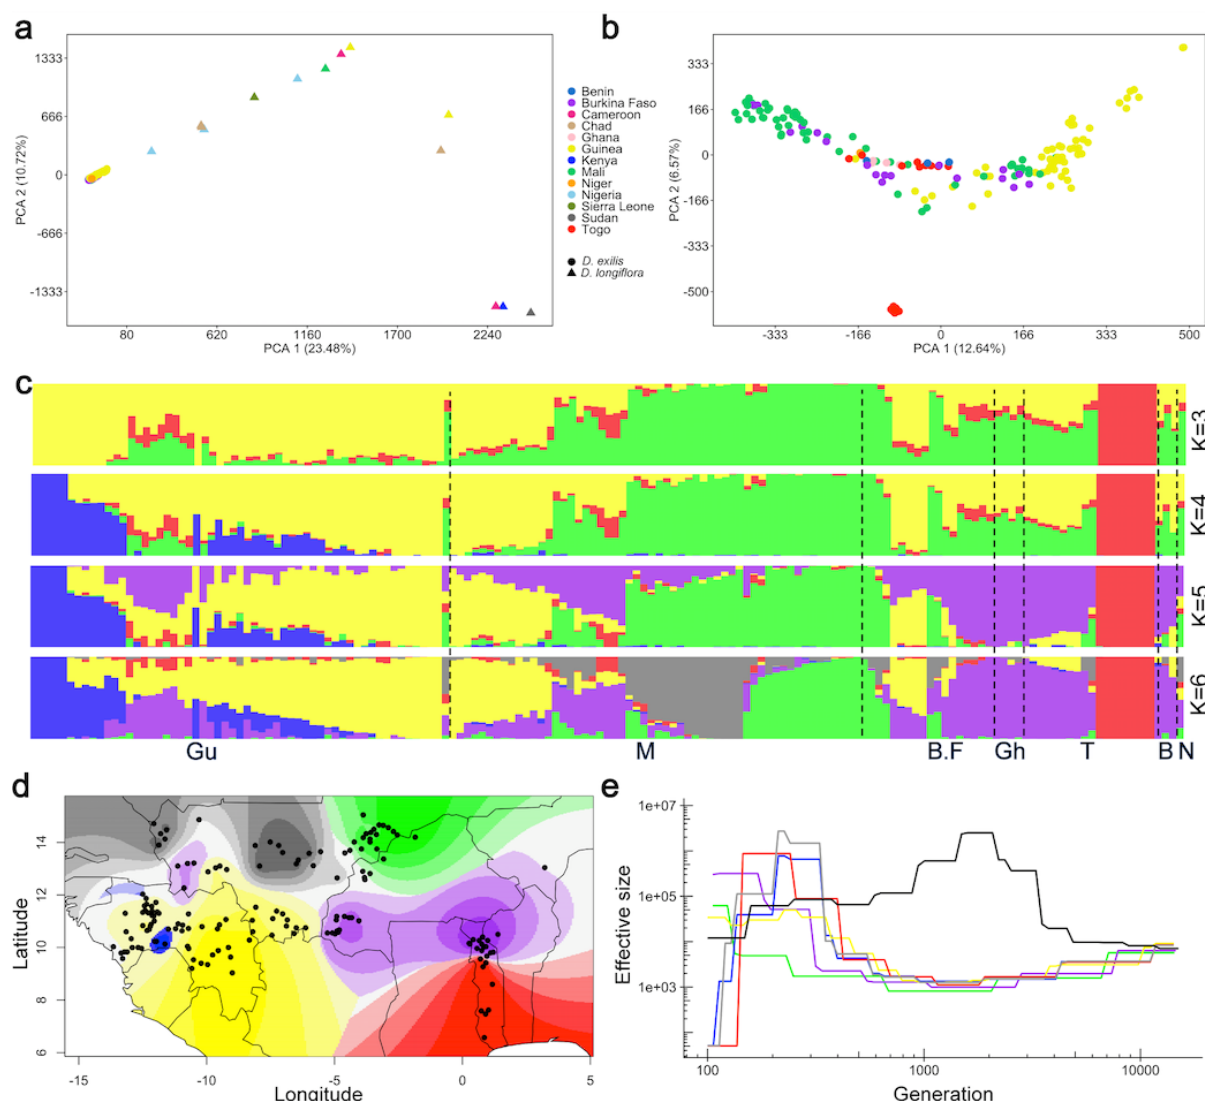 a
1333
666
0
-666
-1333
PCA 2 (10.72%)
80
620
1160
1700
2240
PCA 1 (23.48%)
Benin
Burkina Faso
Cameroon
Chad
Ghana
Guinea
Kenya
Mali
Niger
Nigeria
Sierra Leone
Sudan
Togo
D. exilis
D. longiflora
b
333
166
0
-166
-333
-500
PCA 2 (6.57%)
-333
-166
0
166
333
500
PCA 1 (12.64%)
c
K=3
K=4
K=5
K=6
Gu
M
B.F
Gh
T
B
N
d
14
12
10
8
6
Latitude
-15
-10
-5
0
5
Longitude
e
1e+07
1e+05
1e+03
Effective size
100
1000
10000
Generation